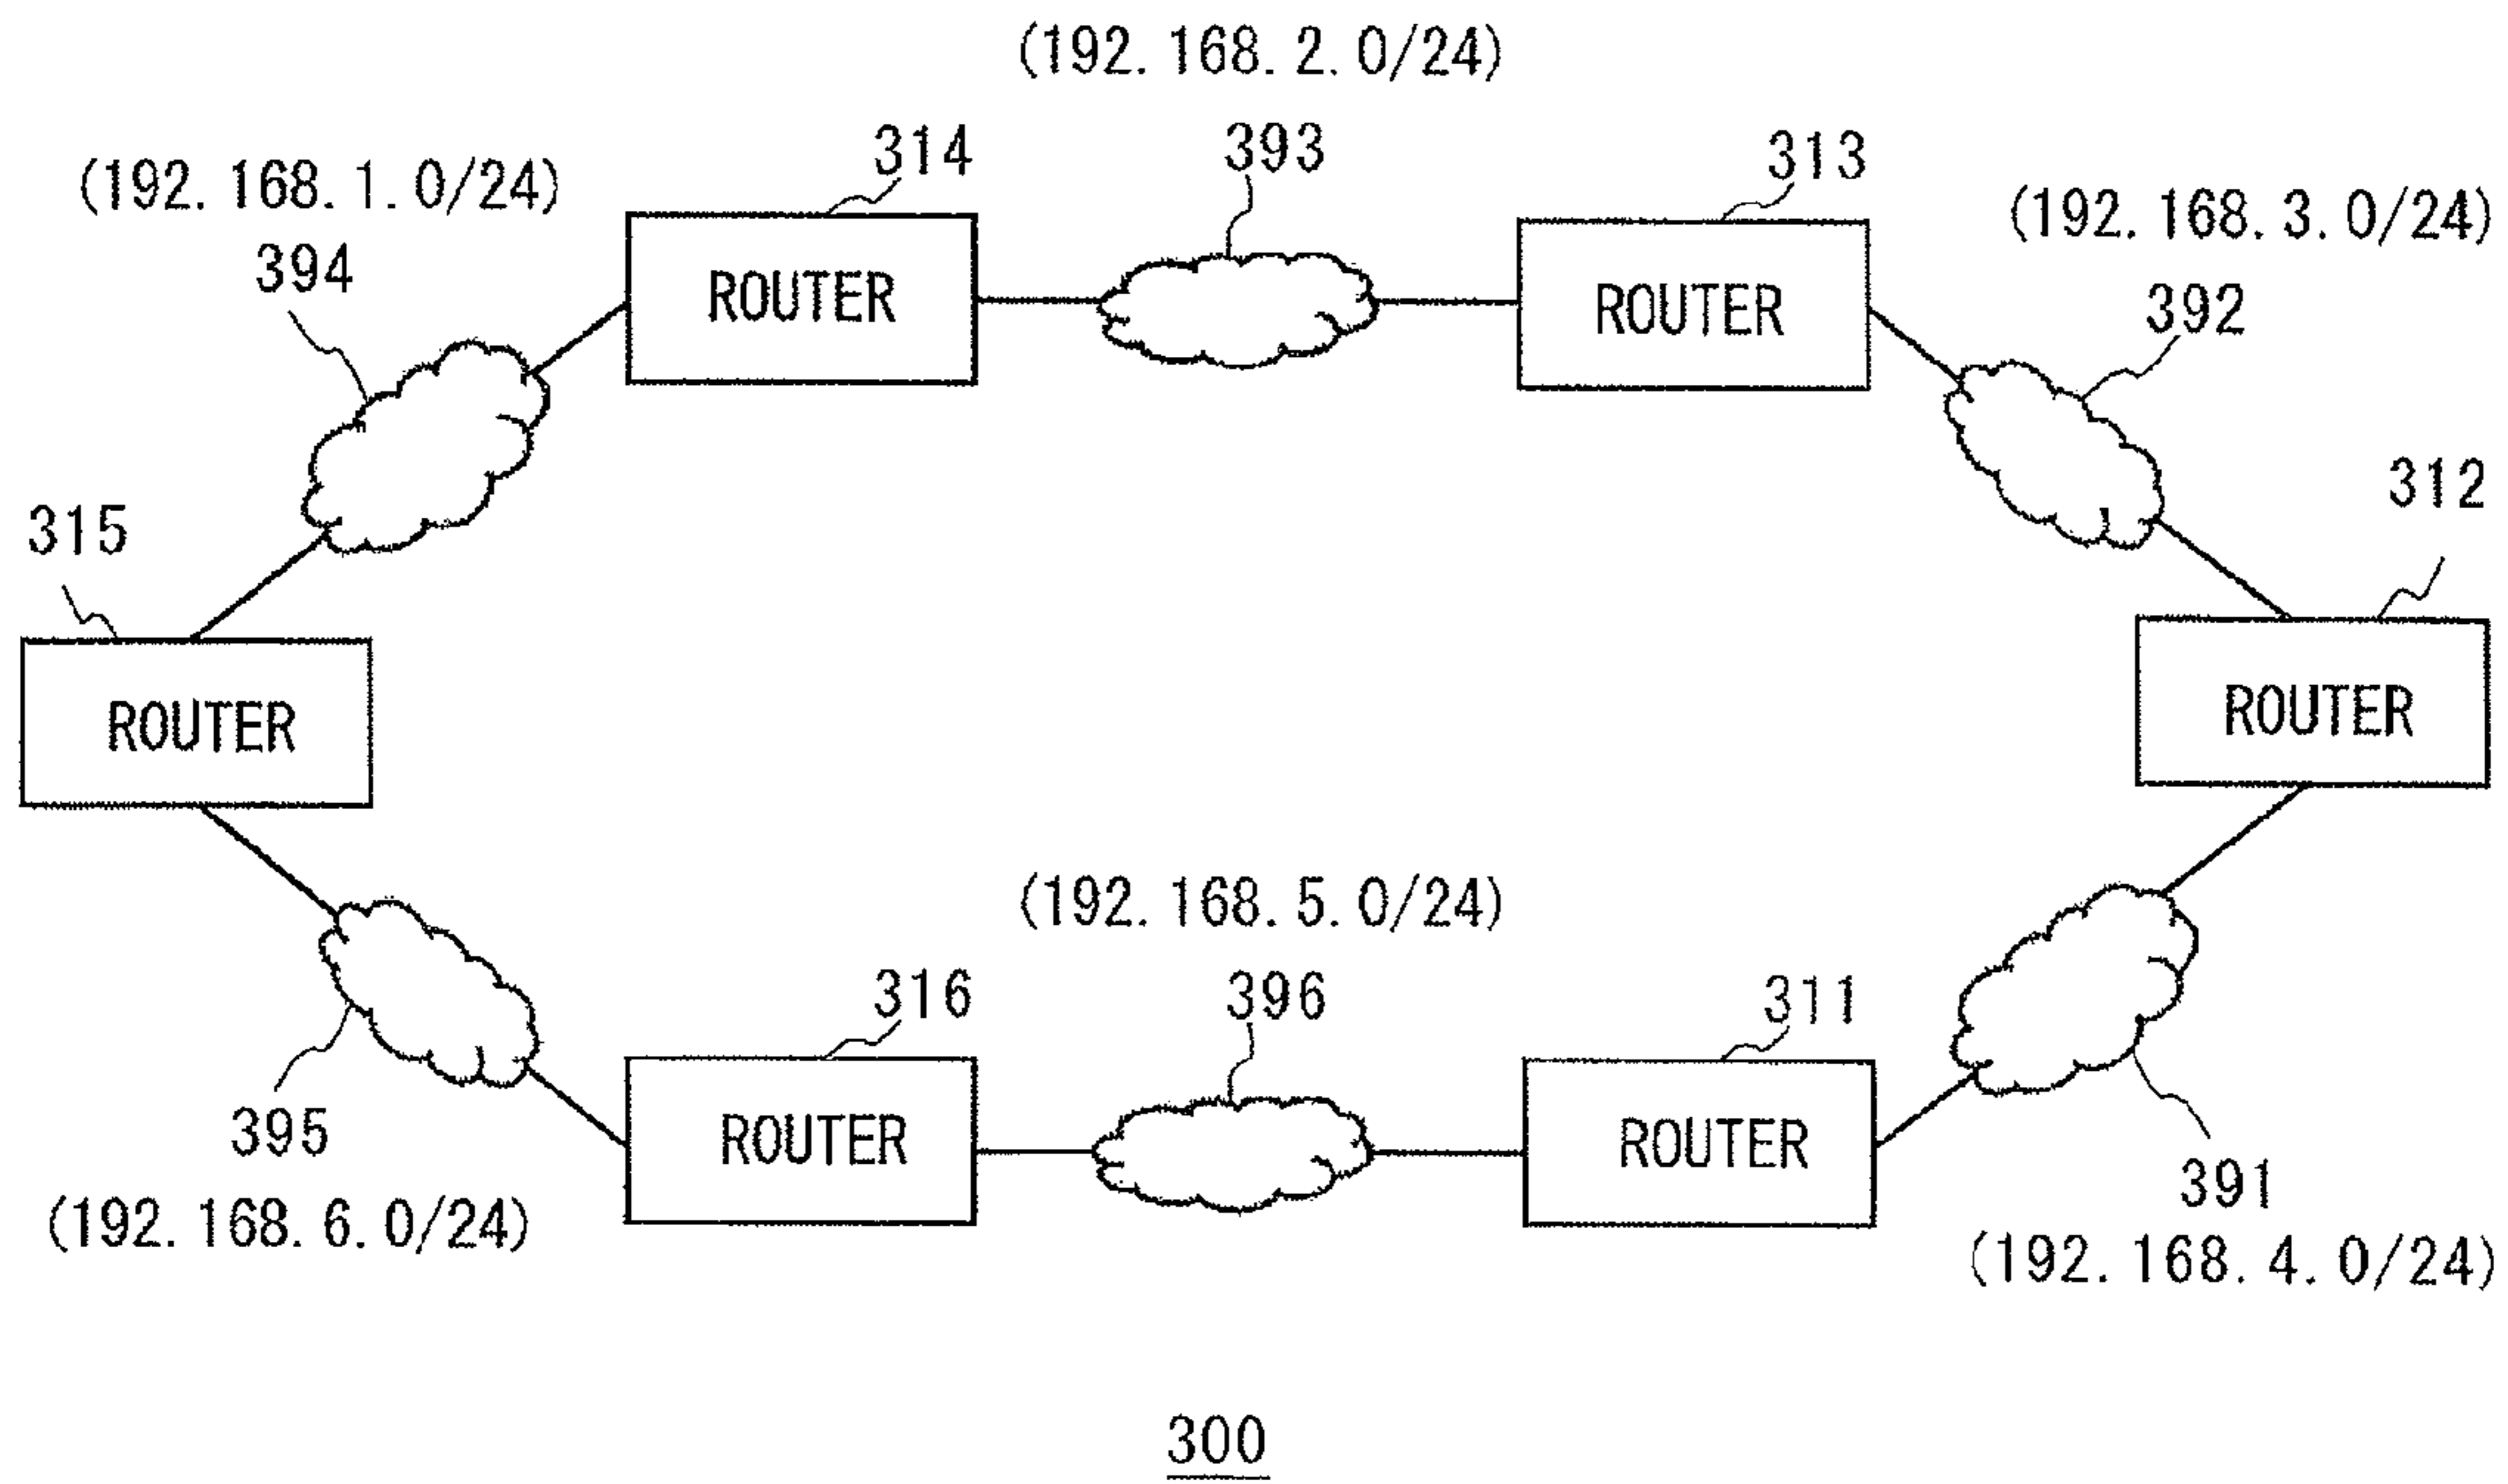 (192. 168. 2. 0/24)
314
393
313
(192. 168. 1. 0/24)
(192. 168. 3. 0/24)
394
392
ROUTER
ROUTER
315
312
ROUTER
ROUTER
(192. 168. 5. 0/24)
316
396
311
395
ROUTER
ROUTER
391
(192. 168. 6. 0/24)
(192. 168. 4. 0/24)
300